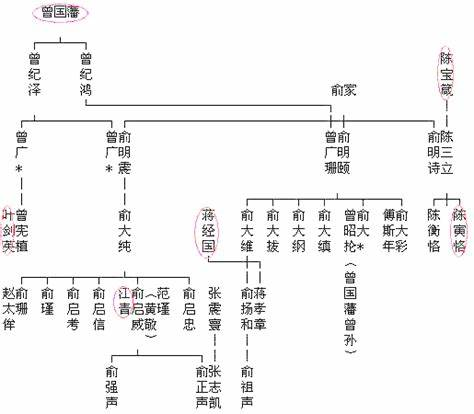 曾国藩
曾纪泽
曾纪鸿
俞家
陈宝箴
曾广*
曾广*
俞明震
曾广珊
俞明颐
俞明诗
陈三立
叶剑英
曾宪植
俞大纯
蒋经国
俞大维
俞大拔
俞大纲
俞大缜
曾昭抡(曾国藩曾孙)
俞大*
傅斯年
俞大彩
陈衡恪
陈寅恪
赵太侔
俞珊
俞瑾
俞启考
俞启信
江青
俞启威(黄敬)
范瑾
俞启忠
张震寰
俞扬和
蒋孝章
俞强声
俞正声
张志凯
俞祖声